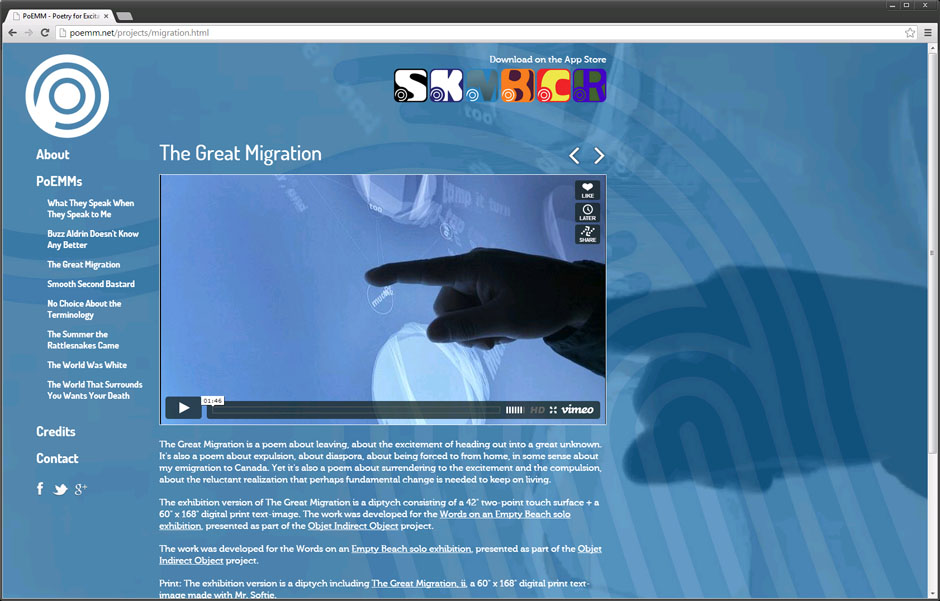 PoEMM - Poetry for Excita
poemm.net/projects/migration.html
Download on the App Store
S K N B C R
About
PoEMMs
What They Speak When
They Speak to Me
Buzz Aldrin Doesn't Know
Any Better
The Great Migration
Smooth Second Bastard
No Choice About the
Terminology
The Summer the
Rattlesnakes Came
The World Was White
The World That Surrounds
You Wants Your Death
Credits
Contact
The Great Migration
too
LIKE
LATER
SHARE
01:46
HD vimeo
The Great Migration is a poem about leaving, about the excitement of heading out into a great unknown.
It's also a poem about expulsion, about diaspora, about being forced to from home, in some sense about
my emigration to Canada. Yet it's also a poem about surrendering to the excitement and the compulsion,
about the reluctant realization that perhaps fundamental change is needed to keep on living.
The exhibition version of The Great Migration is a diptych consisting of a 42" two-point touch surface + a
60" x 168" digital print text-image. The work was developed for the Words on an Empty Beach solo
exhibition, presented as part of the Objet Indirect Object project.
The work was developed for the Words on an Empty Beach solo exhibition, presented as part of the Objet
Indirect Object project.
Print: The exhibition version is a diptych including The Great Migration, ii, a 60" x 168" digital print text-
image made with Mr. Softie.